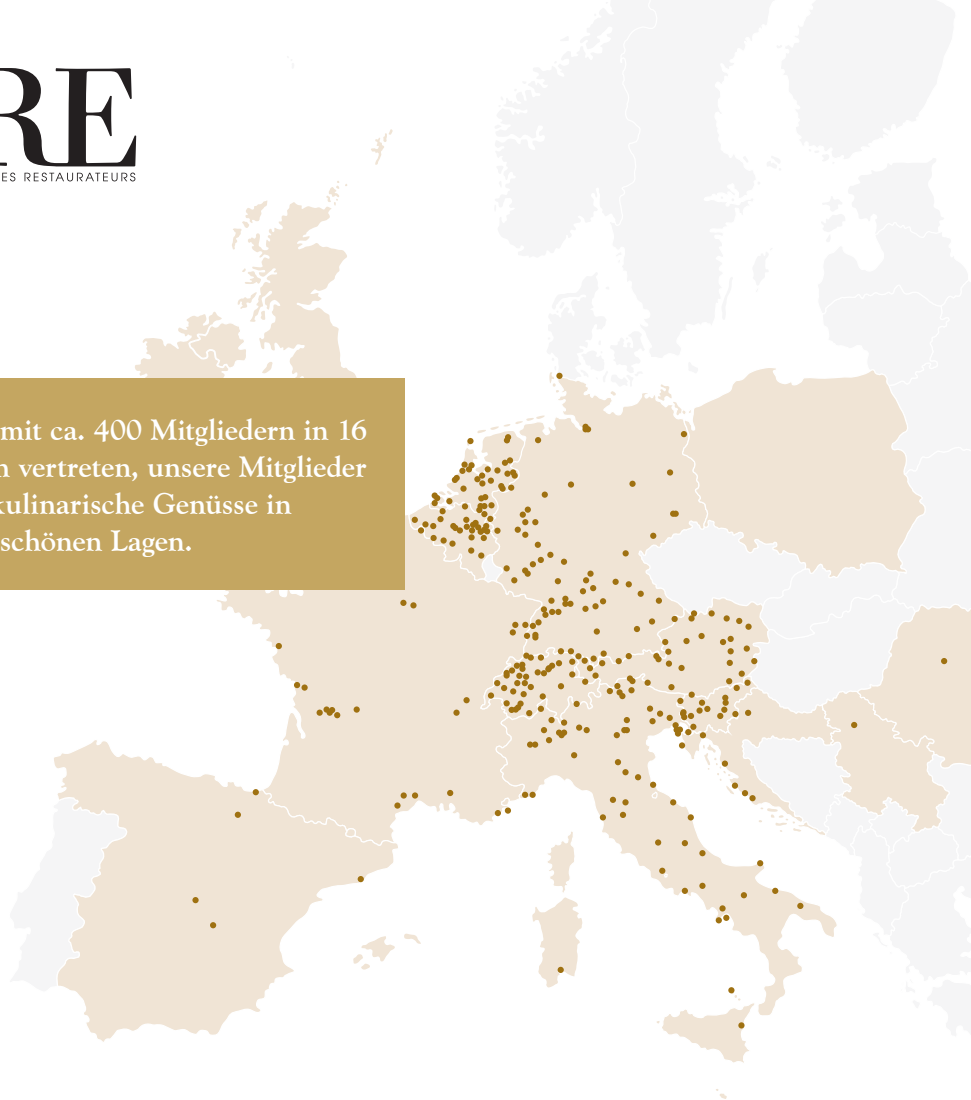 RE
ES RESTAURATEURS
mit ca. 400 Mitgliedern in 16
vertreten, unsere Mitglieder
kulinarische Genüsse in
schönen Lagen.